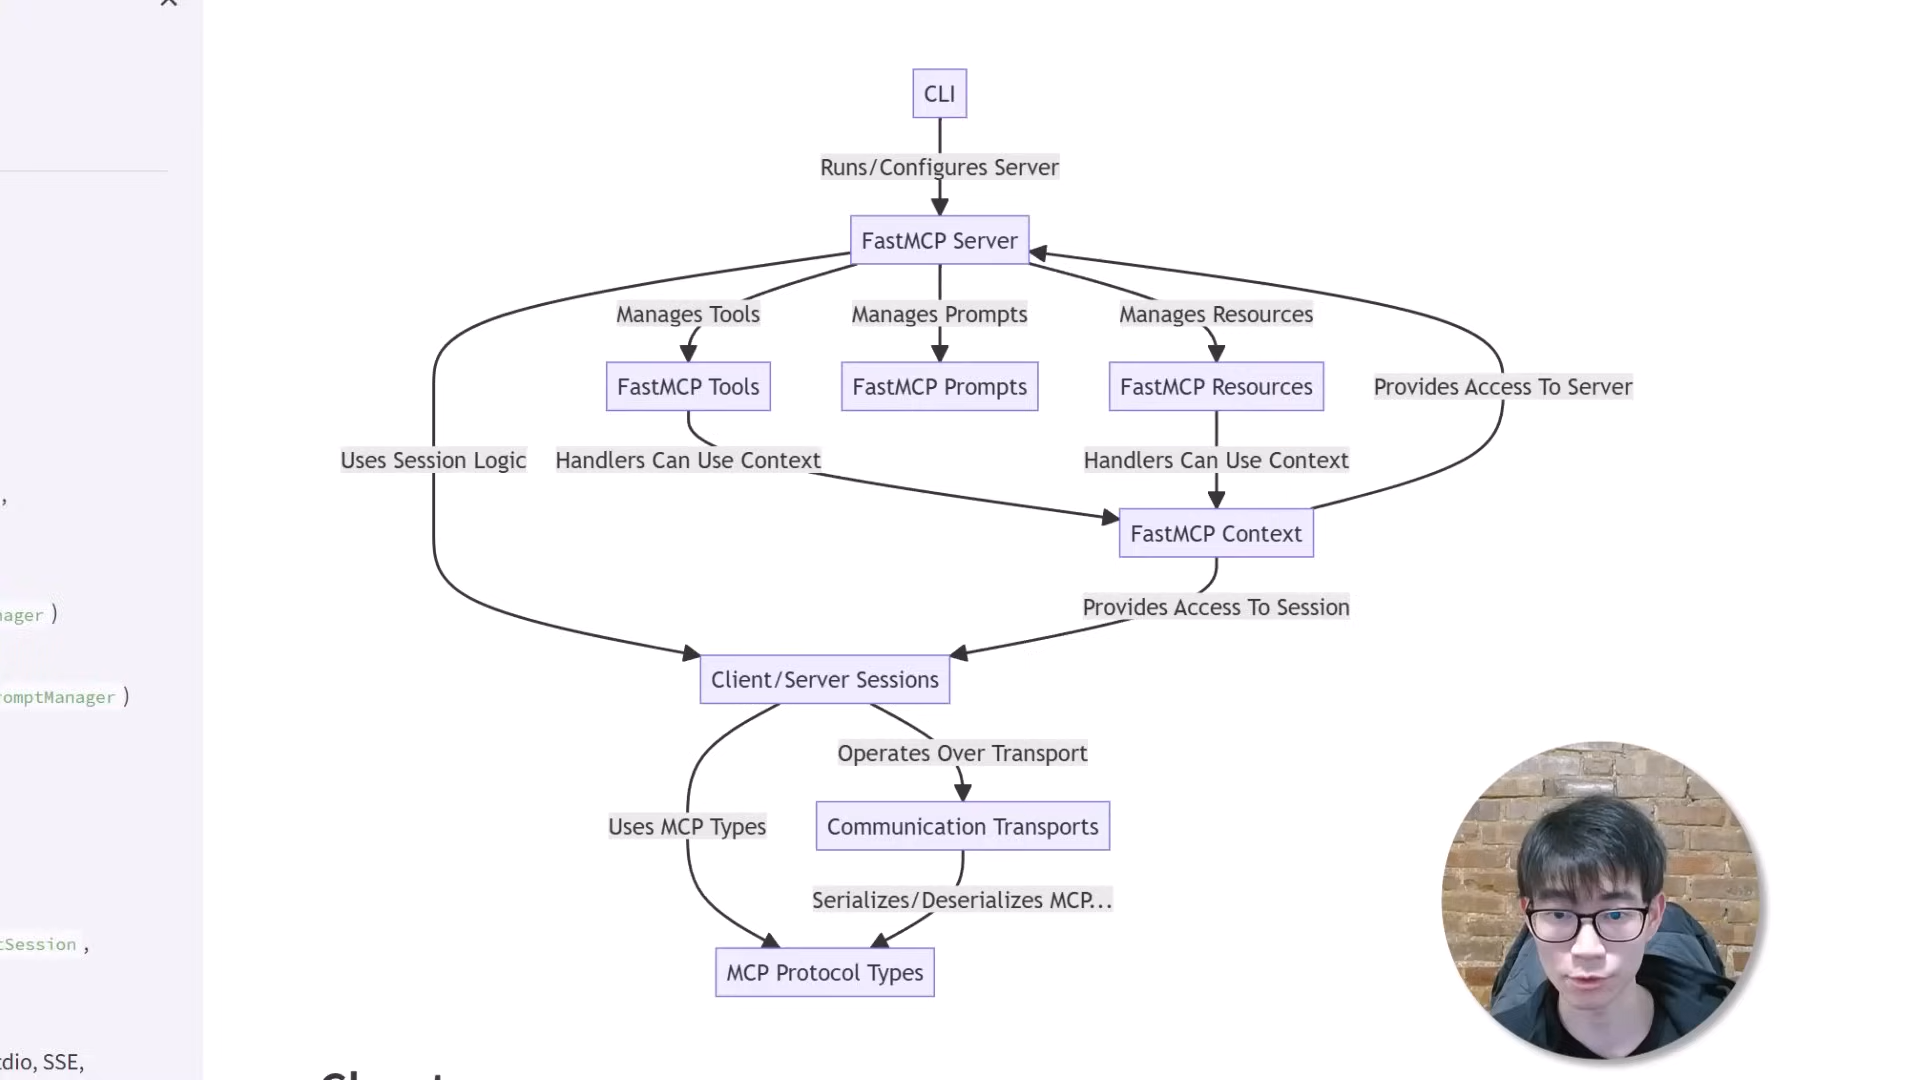 CLI
Runs/Configures Server
FastMCP Server
Manages Tools
Manages Prompts
Manages Resources
FastMCP Tools
FastMCP Prompts
FastMCP Resources
Provides Access To Server
Uses Session Logic
Handlers Can Use Context
Handlers Can Use Context
,
FastMCP Context
nager )
Provides Access To Session
Client/Server Sessions
omptManager )
Operates Over Transport
Uses MCP Types
Communication Transports
Serializes/Deserializes MCP...
tSession ,
MCP Protocol Types
tdio, SSE,